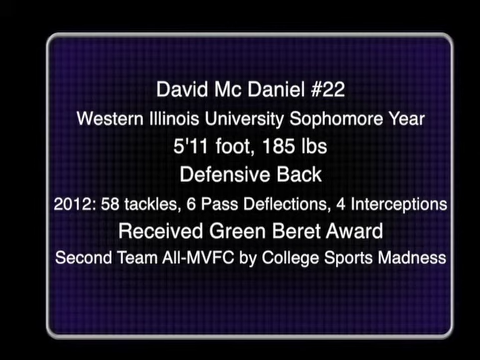 David Mc Daniel #22
Western Illinois University Sophomore Year
5'11 foot, 185 lbs
Defensive Back
2012: 58 tackles, 6 Pass Deflections, 4 Interceptions
Received Green Beret Award
Second Team All-MVFC by College Sports Madness